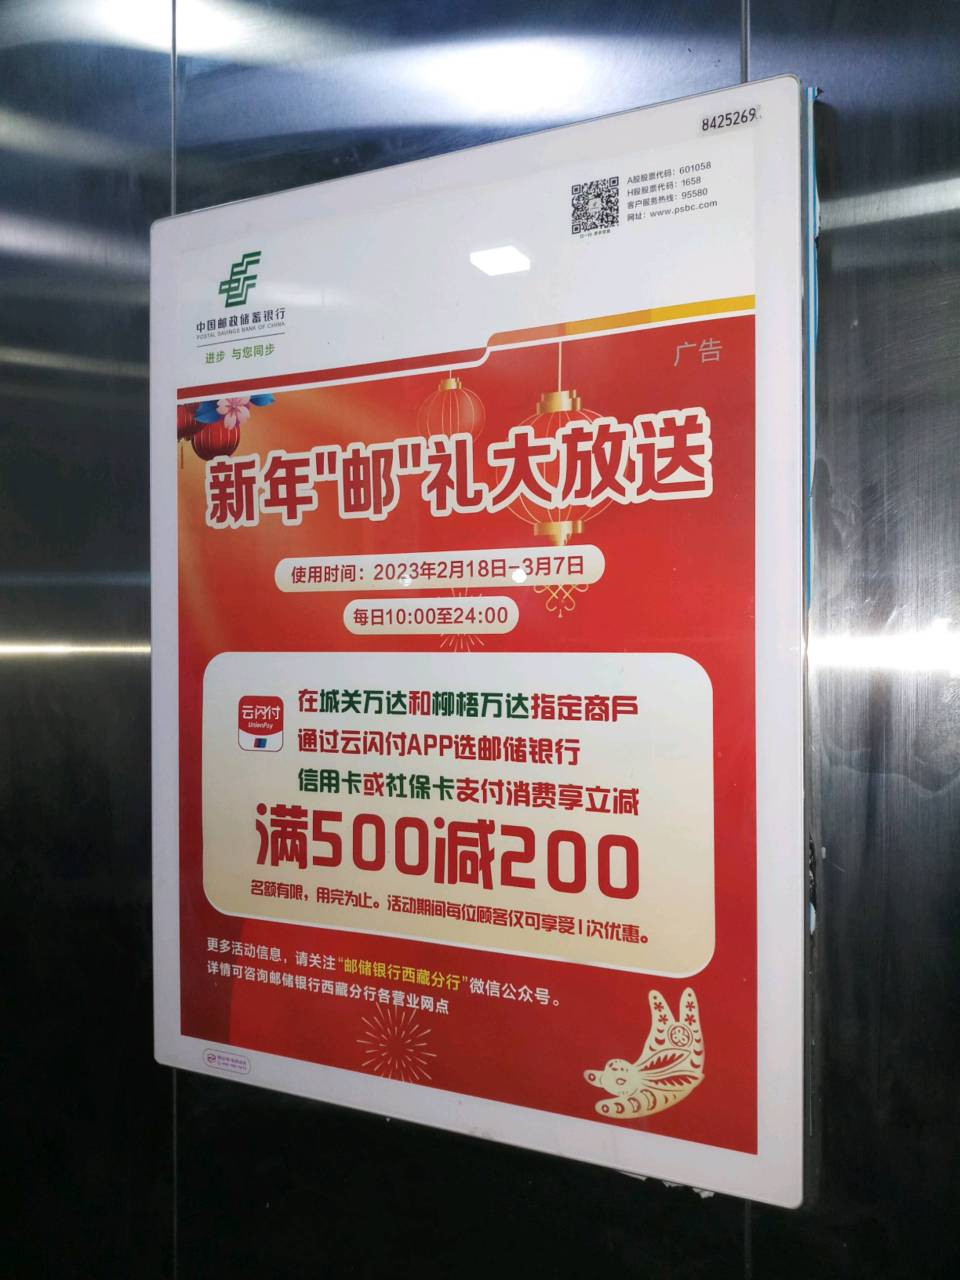 8425269
A股股票代码：601058
H股股票代码：1658
客户服务热线：95580
网址：www.psbc.com
中国邮政储蓄银行
POSTAL SAVINGS BANK OF CHINA
进步 与您同步
广告
新年"邮"礼大放送
使用时间：2023年2月18日-3月7日
每日10:00至24:00
云闪付
UnionPay
在城关万达和柳梧万达指定商戶
通过云闪付APP选邮储银行
信用卡或社保卡支付消费享立减
满500减200
名额有限，用完为止。活动期间每位顾客仅可享受1次优惠。
更多活动信息，请关注“邮储银行西藏分行”微信公众号。
详情可咨询邮储银行西藏分行各营业网点